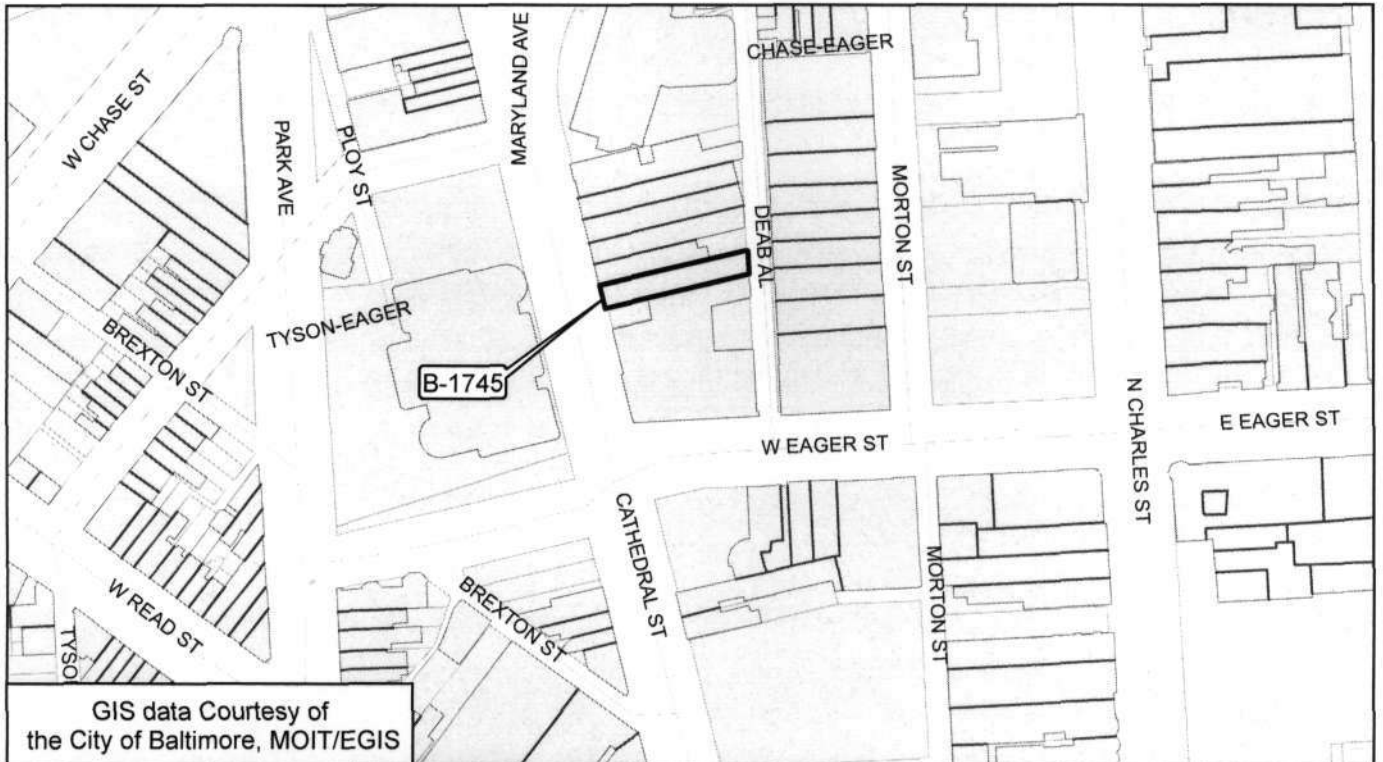 W CHASE ST
PARK AVE
PLOY ST
MARYLAND AVE
CHASE-EAGER
DEAB AL
MORTON ST
TYSON-EAGER
BREXTON ST
B-1745
N CHARLES ST
E EAGER ST
W EAGER ST
CATHEDRAL ST
MORTON ST
BREXTON ST
W READ ST
TYSO
GIS data Courtesy of
the City of Baltimore, MOIT/EGIS